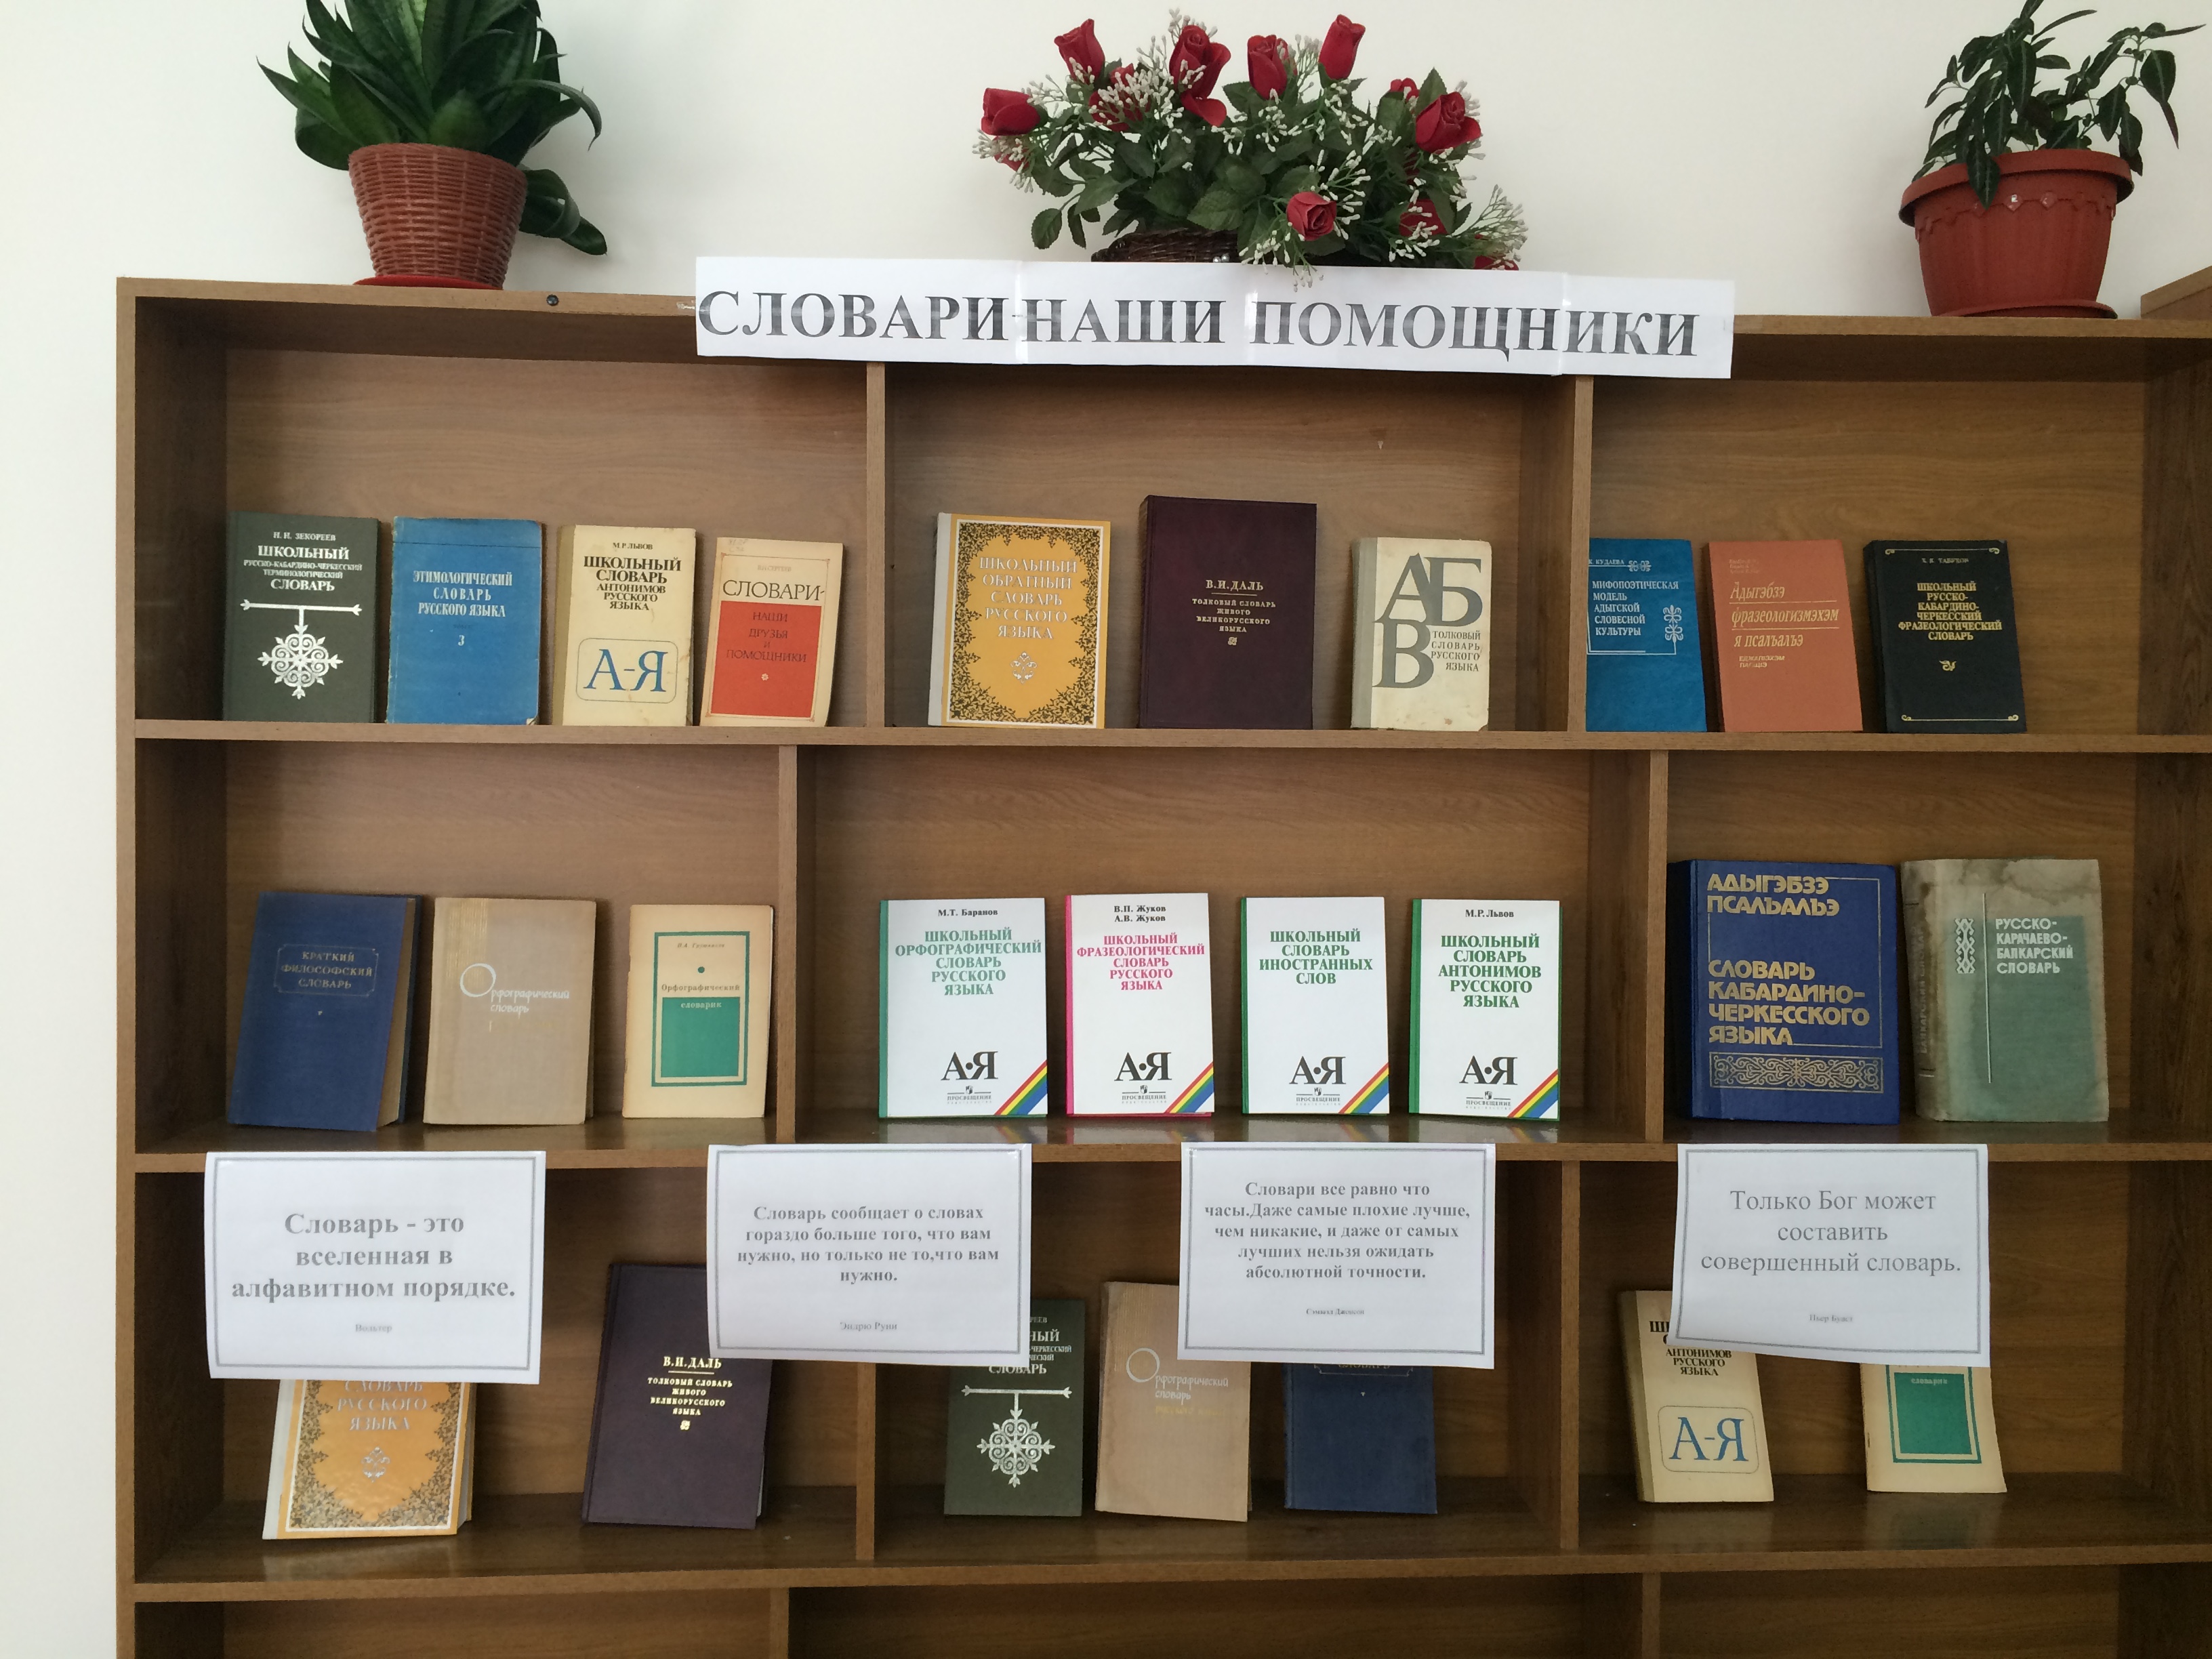 СЛОВАРИ-НАШИ ПОМОЩНИКИ
Н. И. ЗЕКОРЕЕВ
ШКОЛЬНЫЙ
РУССКО-КАБАРДИНО-ЧЕРКЕССКИЙ
ТЕРМИНОЛОГИЧЕСКИЙ
СЛОВАРЬ
ЭТИМОЛОГИЧЕСКИЙ
СЛОВАРЬ
РУССКОГО ЯЗЫКА
3
М. Р. ЛЬВОВ
ШКОЛЬНЫЙ
СЛОВАРЬ
АНТОНИМОВ
РУССКОГО
ЯЗЫКА
А-Я
СЛОВАРИ-
НАШИ
ДРУЗЬЯ
И
ПОМОЩНИКИ
ШКОЛЬНЫЙ
ОБРАТНЫЙ
СЛОВАРЬ
РУССКОГО
ЯЗЫКА
В.И.ДАЛЬ
ТОЛКОВЫЙ СЛОВАРЬ
ЖИВОГО
ВЕЛИКОРУССКОГО
ЯЗЫКА
АБВ
ТОЛКОВЫЙ
СЛОВАРЬ
РУССКОГО
ЯЗЫКА
КУДАЕВА
МИФОПОЭТИЧЕСКАЯ
МОДЕЛЬ
АДЫГСКОЙ
СЛОВЕСНОЙ
КУЛЬТУРЫ
Адыгэбзэ
фразеологизмэхэм
я псалъалъэ
ШКОЛЬНЫЙ
РУССКО-
КАБАРДИНО-
ЧЕРКЕССКИЙ
ФРАЗЕОЛОГИЧЕСКИЙ
СЛОВАРЬ
КРАТКИЙ
ФИЛОСОФСКИЙ
СЛОВАРЬ
Орфографический
словарь
Орфографический
словарик
М.Т. Баранов
ШКОЛЬНЫЙ
ОРФОГРАФИЧЕСКИЙ
СЛОВАРЬ
РУССКОГО
ЯЗЫКА
А·Я
ПРОСВЕЩЕНИЕ
В.П. Жуков
А.В. Жуков
ШКОЛЬНЫЙ
ФРАЗЕОЛОГИЧЕСКИЙ
СЛОВАРЬ
РУССКОГО
ЯЗЫКА
А·Я
ПРОСВЕЩЕНИЕ
ШКОЛЬНЫЙ
СЛОВАРЬ
ИНОСТРАННЫХ
СЛОВ
А·Я
ПРОСВЕЩЕНИЕ
М.Р. Львов
ШКОЛЬНЫЙ
СЛОВАРЬ
АНТОНИМОВ
РУССКОГО
ЯЗЫКА
А·Я
ПРОСВЕЩЕНИЕ
АДЫГЭБЗЭ
ПСАЛЪАЛЪЭ
СЛОВАРЬ
КАБАРДИНО-
ЧЕРКЕССКОГО
ЯЗЫКА
РУССКО-
КАРАЧАЕВО-
БАЛКАРСКИЙ
СЛОВАРЬ
Словарь - это
вселенная в
алфавитном порядке.
Вольтер
Словарь сообщает о словах
гораздо больше того, что вам
нужно, но только не то,что вам
нужно.
Эндрю Руни
Словари все равно что
часы.Даже самые плохие лучше,
чем никакие, и даже от самых
лучших нельзя ожидать
абсолютной точности.
Только Бог может
составить
совершенный словарь.
СЛОВАРЬ
РУССКОГО
ЯЗЫКА
В.И.ДАЛЬ
ТОЛКОВЫЙ СЛОВАРЬ
ЖИВОГО
ВЕЛИКОРУССКОГО
ЯЗЫКА
СЛОВАРЬ
Орфографический
словарь
АНТОНИМОВ
РУССКОГО
ЯЗЫКА
А-Я
словарик